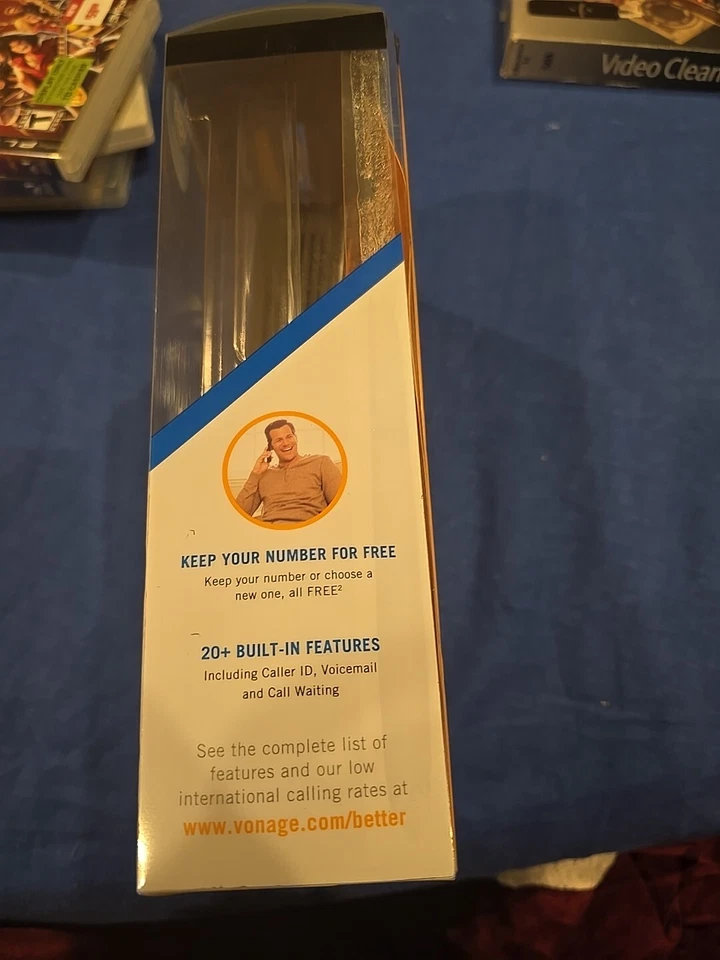 Video Clean
KEEP YOUR NUMBER FOR FREE
Keep your number or choose a
new one, all FREE²
20+ BUILT-IN FEATURES
Including Caller ID, Voicemail
and Call Waiting
See the complete list of
features and our low
international calling rates at
www.vonage.com/better